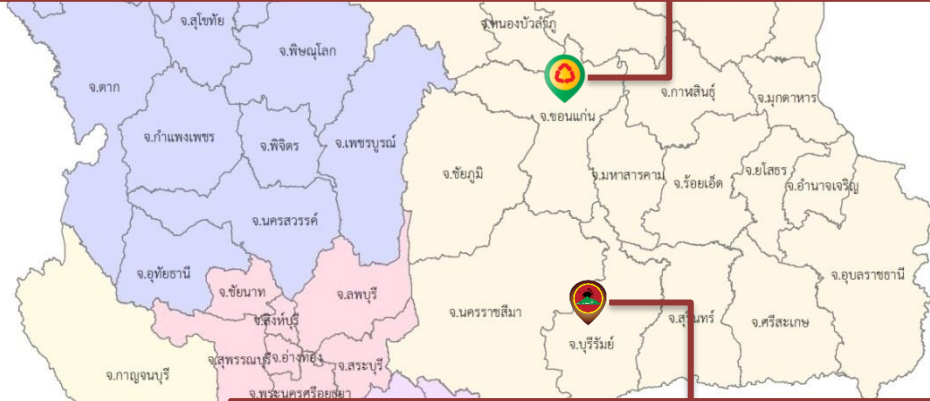 จ.สุโขทัย
จ.หนองบัวลำภู
จ.พิษณุโลก
จ.ตาก
จ.กาฬสินธุ์
จ.มุกดาหาร
จ.ขอนแก่น
จ.กำแพงเพชร
จ.พิจิตร
จ.เพชรบูรณ์
จ.ชัยภูมิ
จ.มหาสารคาม
จ.ร้อยเอ็ด
จ.ยโสธร
จ.อำนาจเจริญ
จ.นครสวรรค์
จ.อุทัยธานี
จ.อุบลราชธานี
จ.ชัยนาท
จ.ลพบุรี
จ.นครราชสีมา
จ.สิงห์บุรี
จ.สุรินทร์
จ.ศรีสะเกษ
จ.บุรีรัมย์
จ.สุพรรณบุรี
จ.อ่างทอง
จ.สระบุรี
จ.กาญจนบุรี
จ.พระนครศรีอยุธยา